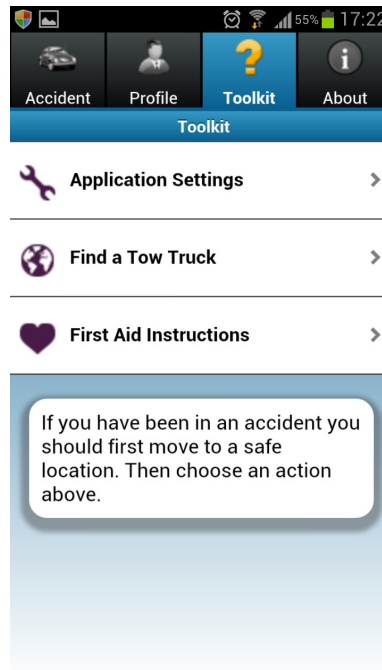 55% 17:22
Accident Profile Toolkit About
Toolkit
Application Settings
Find a Tow Truck
First Aid Instructions
If you have been in an accident you
should first move to a safe
location. Then choose an action
above.